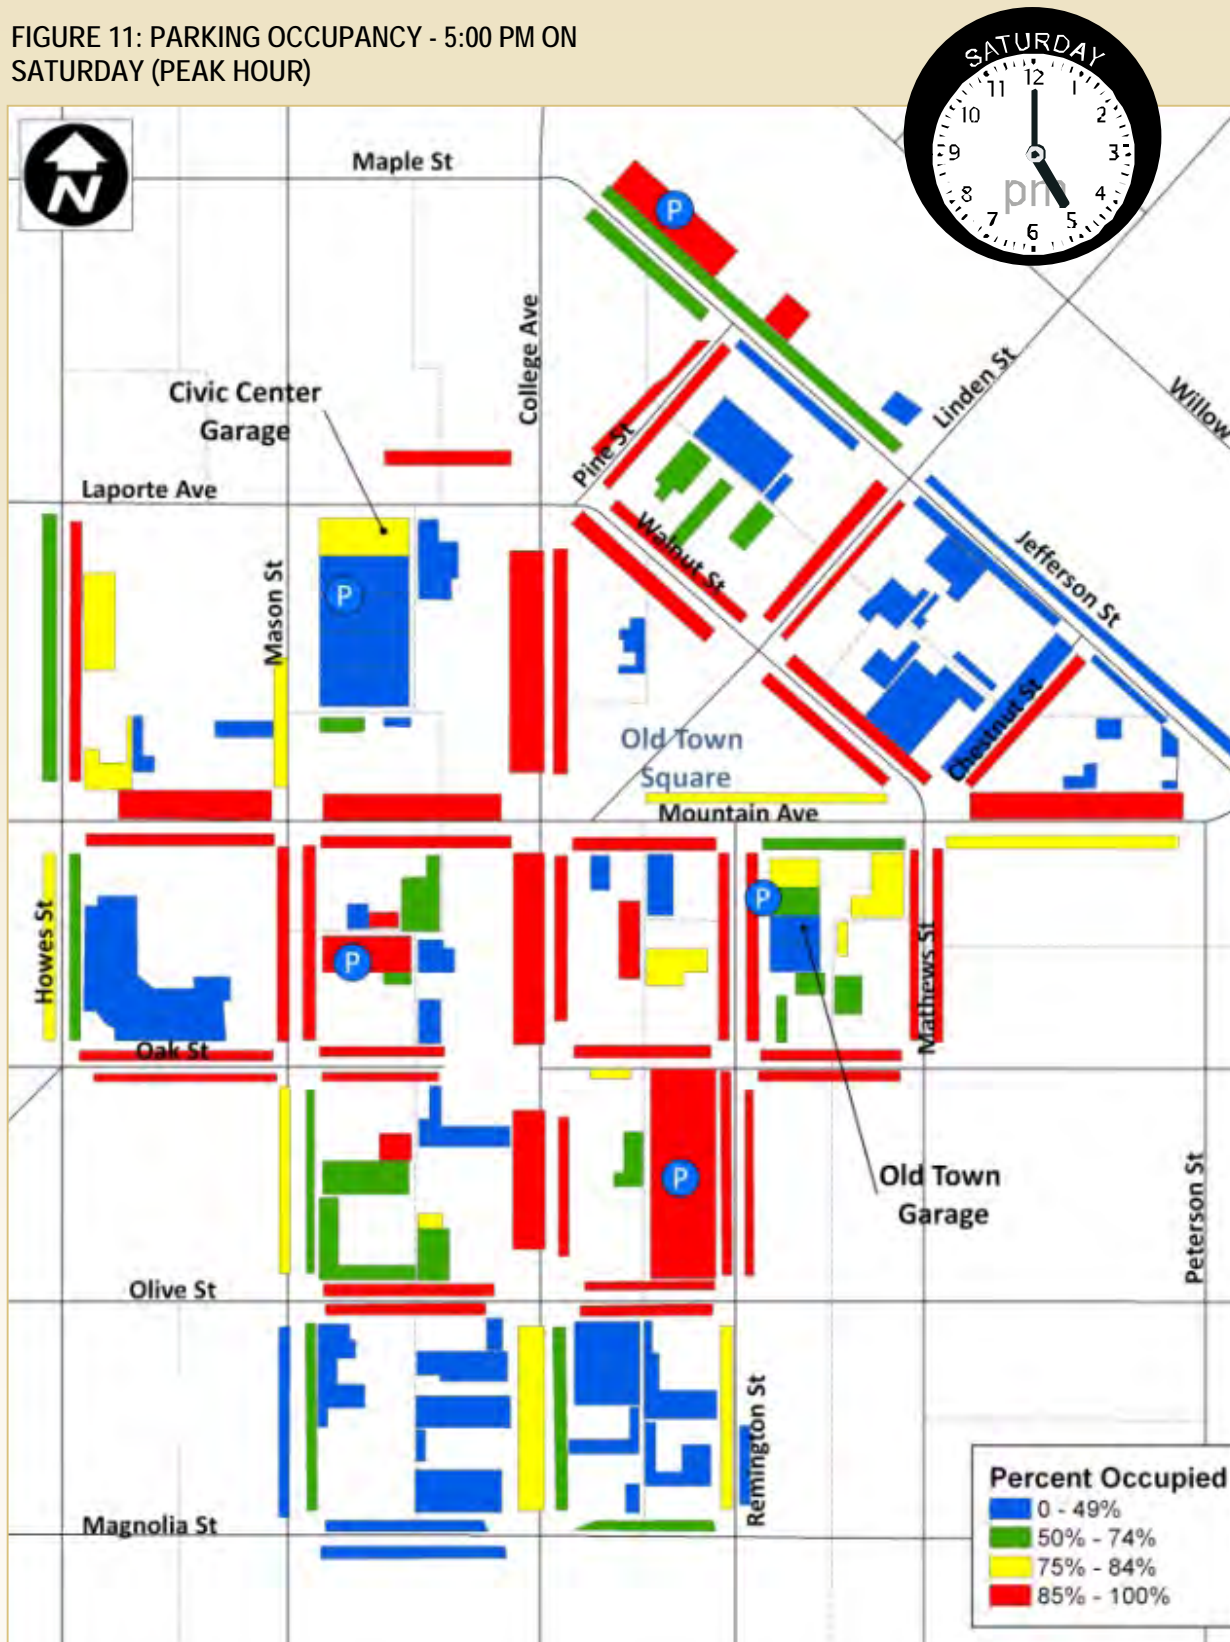 FIGURE 11: PARKING OCCUPANCY - 5:00 PM ON
SATURDAY (PEAK HOUR)
SATURDAY
12
1
2
3
4
5
6
7
8
9
10
11
pm
N
Maple St
P
College Ave
Linden St
Willow
Civic Center
Garage
Pine St
Laporte Ave
Walnut St
Jefferson St
Mason St
P
Chestnut St
Old Town
Square
Mountain Ave
Howes St
P
P
Mathews St
Oak St
P
Old Town
Garage
Peterson St
Olive St
Remington St
Magnolia St
Percent Occupied
0 - 49%
50% - 74%
75% - 84%
85% - 100%